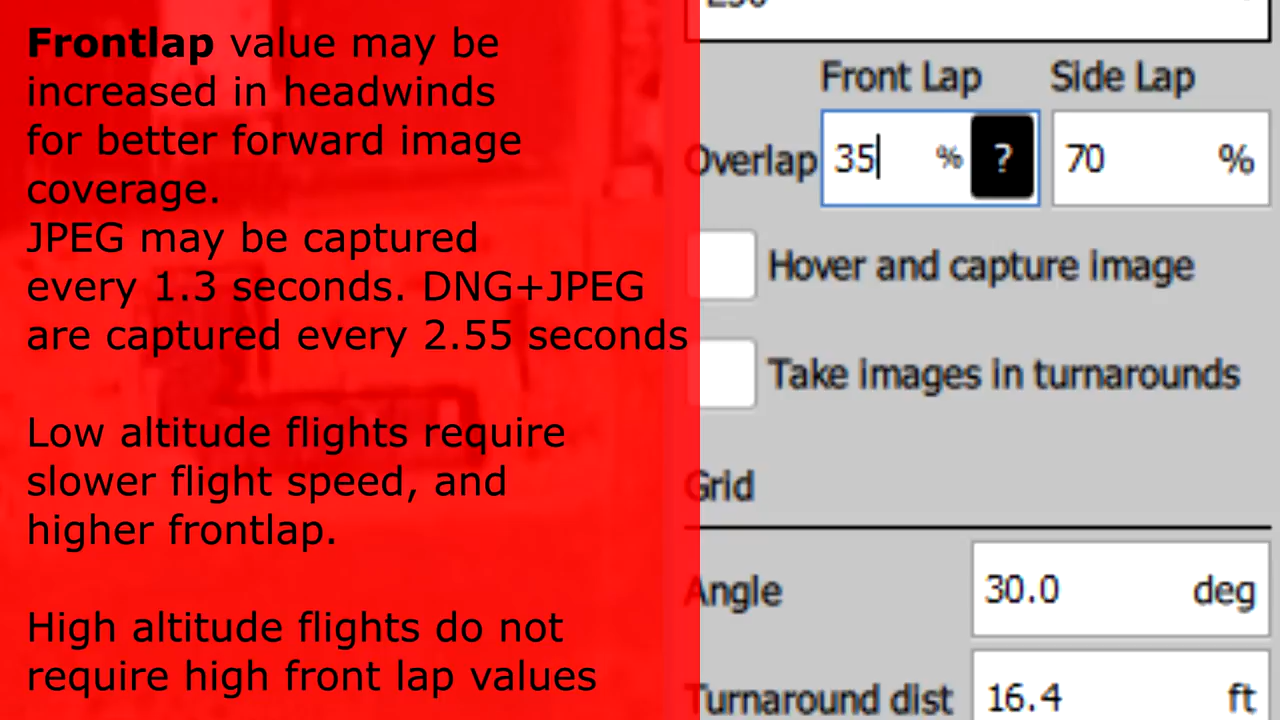 Frontlap value may be
increased in headwinds
for better forward image
coverage.
JPEG may be captured
every 1.3 seconds. DNG+JPEG
are captured every 2.55 seconds
Low altitude flights require
slower flight speed, and
higher frontlap.
High altitude flights do not
require high front lap values
Front Lap Side Lap
Overlap 35 % ? 70 %
Hover and capture image
Take images in turnarounds
Grid
Angle 30.0 deg
Turnaround dist 16.4 ft